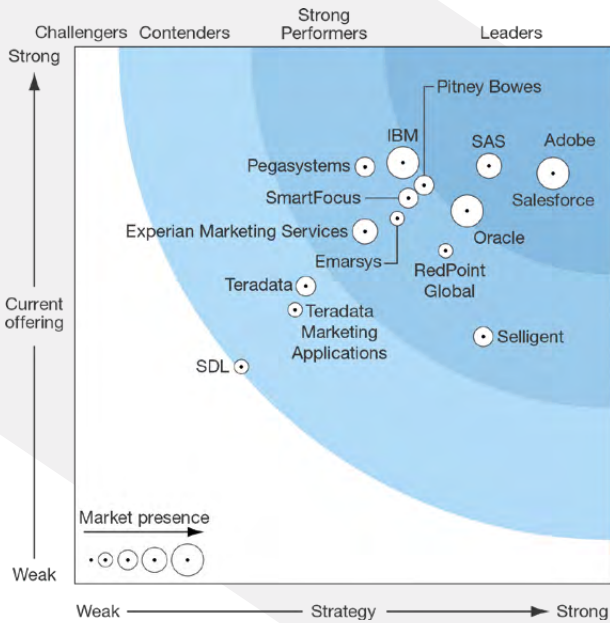 Challengers
Contenders
Strong
Performers
Leaders
Strong
Pitney Bowes
IBM
SAS
Adobe
Pegasystems
SmartFocus
Salesforce
Experian Marketing Services
Oracle
Emarsys
RedPoint
Global
Teradata
Current
offering
Teradata
Marketing
Applications
Selligent
SDL
Market presence
Weak
Weak
Strategy
Strong